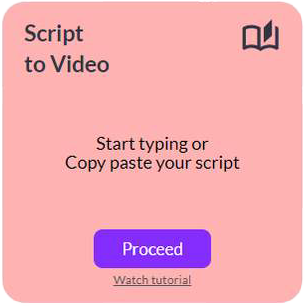 Script
to Video
Start typing or
Copy paste your script
Proceed
Watch tutorial